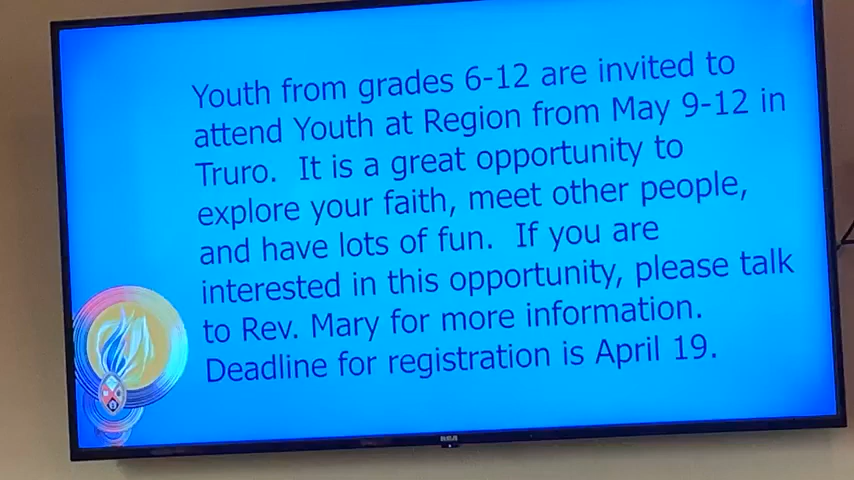 Youth from grades 6-12 are invited to
attend Youth at Region from May 9-12 in
Truro.  It is a great opportunity to
explore your faith, meet other people,
and have lots of fun.  If you are
interested in this opportunity, please talk
to Rev. Mary for more information.
Deadline for registration is April 19.
RCA